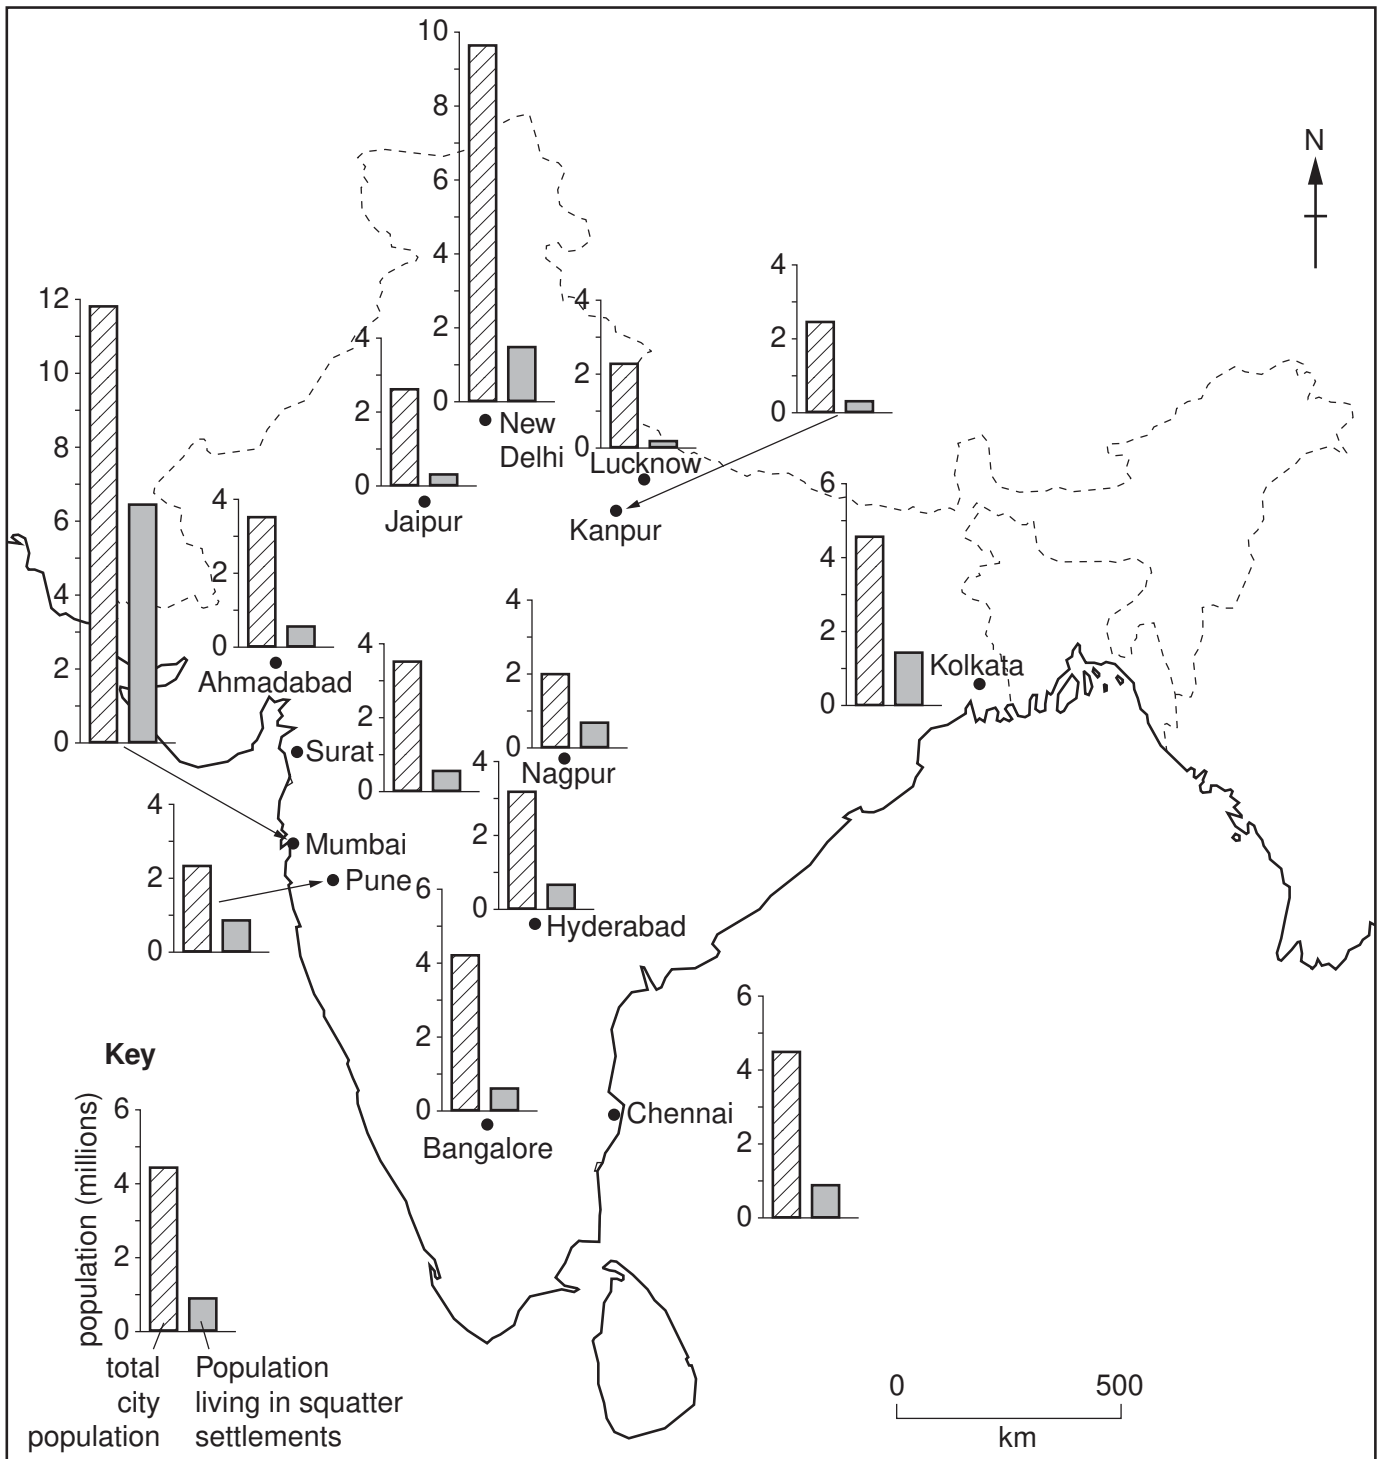 10
8
6
4
2
0
New
Delhi
N
4
2
0
Lucknow
4
2
0
Kanpur
4
2
0
Jaipur
12
10
8
6
4
2
0
4
2
0
Ahmadabad
6
4
2
0
Kolkata
4
2
0
Surat
4
2
0
Nagpur
4
2
0
Hyderabad
Mumbai
4
2
0
Pune
6
4
2
0
Bangalore
6
4
2
0
Chennai
Key
population (millions)
6
4
2
0
total
city
population
Population
living in squatter
settlements
0 500
km